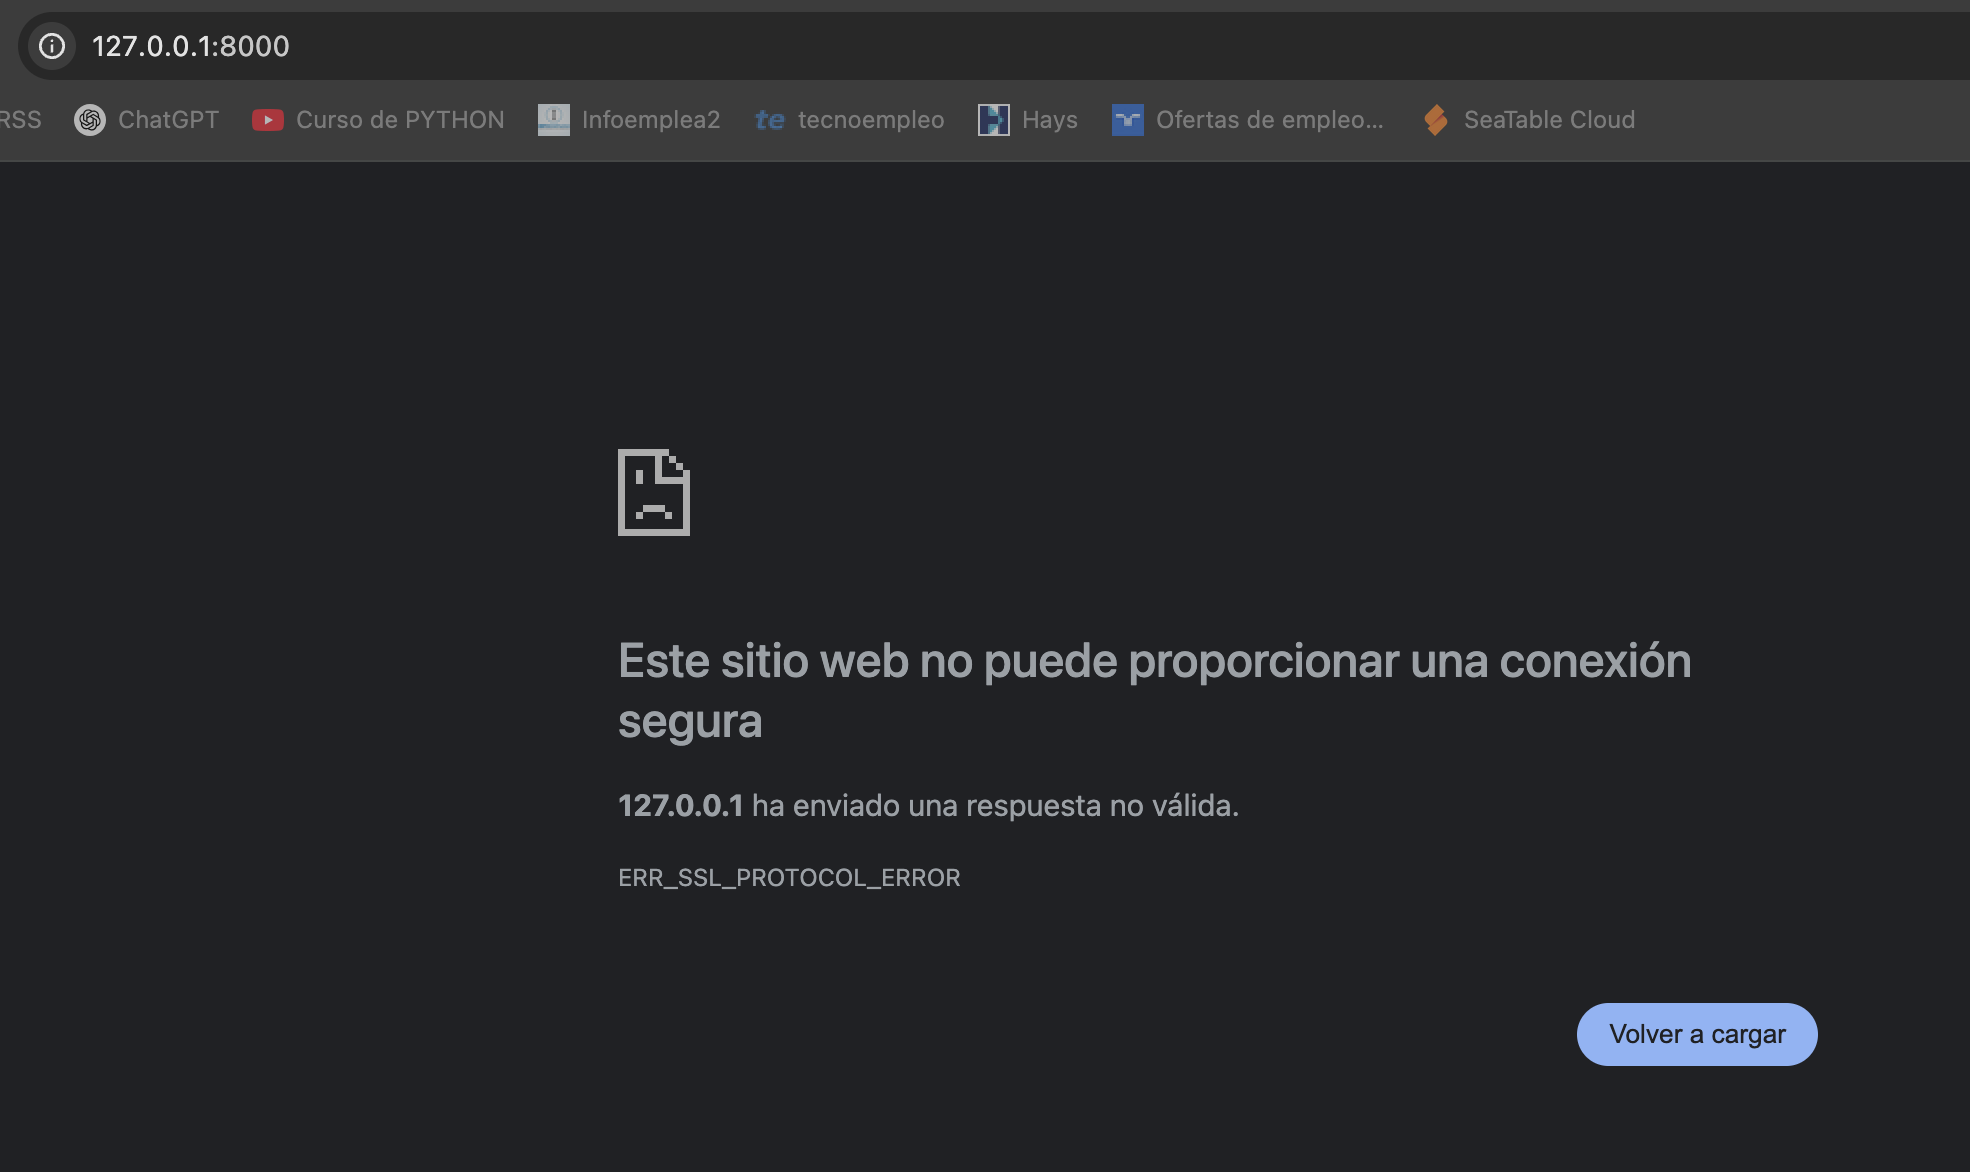 127.0.0.1:8000
RSS ChatGPT Curso de PYTHON Infoemplea2 te tecnoempleo Hays Ofertas de empleo... SeaTable Cloud
Este sitio web no puede proporcionar una conexión
segura
127.0.0.1 ha enviado una respuesta no válida.
ERR_SSL_PROTOCOL_ERROR
Volver a cargar